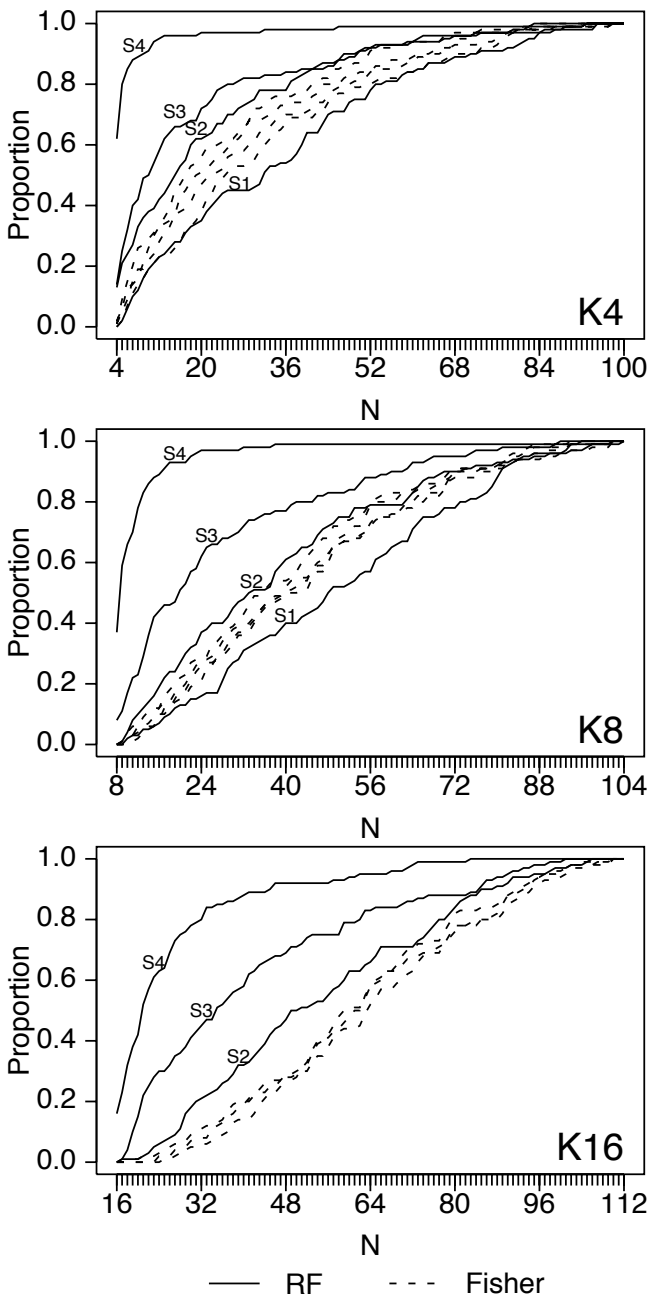 Proportion
1.0
0.8
0.6
0.4
0.2
0.0
S4
S3
S2
S1
K4
4 20 36 52 68 84 100
N
Proportion
1.0
0.8
0.6
0.4
0.2
0.0
S4
S3
S2
S1
K8
8 24 40 56 72 88 104
N
Proportion
1.0
0.8
0.6
0.4
0.2
0.0
S4
S3
S2
K16
16 32 48 64 80 96 112
N
RF Fisher